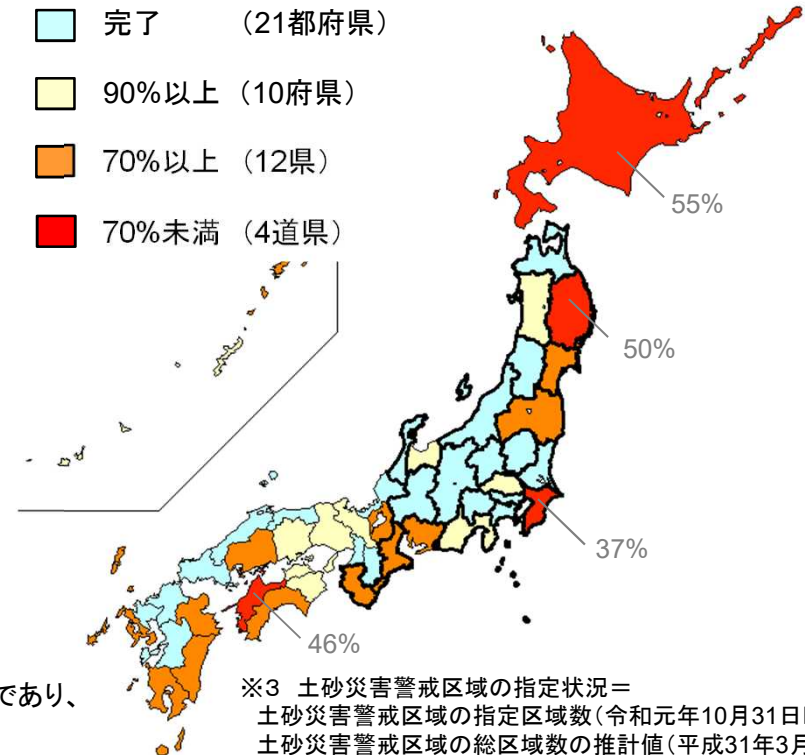 完了 (21都府県)
90%以上 (10府県)
70%以上 (12県)
70%未満 (4道県)
55%
50%
37%
46%
であり、
※3 土砂災害警戒区域の指定状況=
土砂災害警戒区域の指定区域数(令和元年10月31日
土砂災害警戒区域の総区域数の推計値(平成31年3月